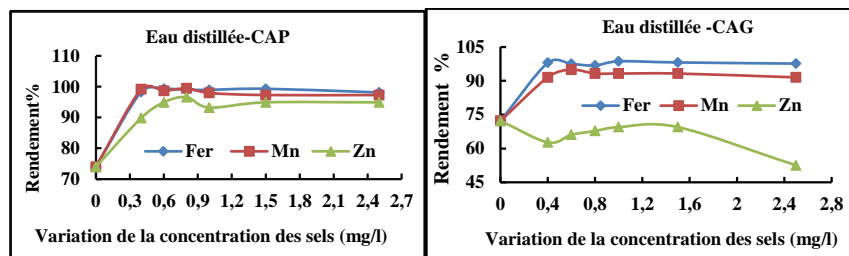 Eau distillée-CAP
Rendement%
110
100
90
80
70
Fer Mn Zn
0 0,3 0,6 0,9 1,2 1,5 1,8 2,1 2,4 2,7
Variation de la concentration des sels (mg/l)
Eau distillée -CAG
Rendement %
105
90
75
60
45
Fer Mn Zn
0 0,4 0,8 1,2 1,6 2 2,4 2,8
Variation de la concentration des sels (mg/l)